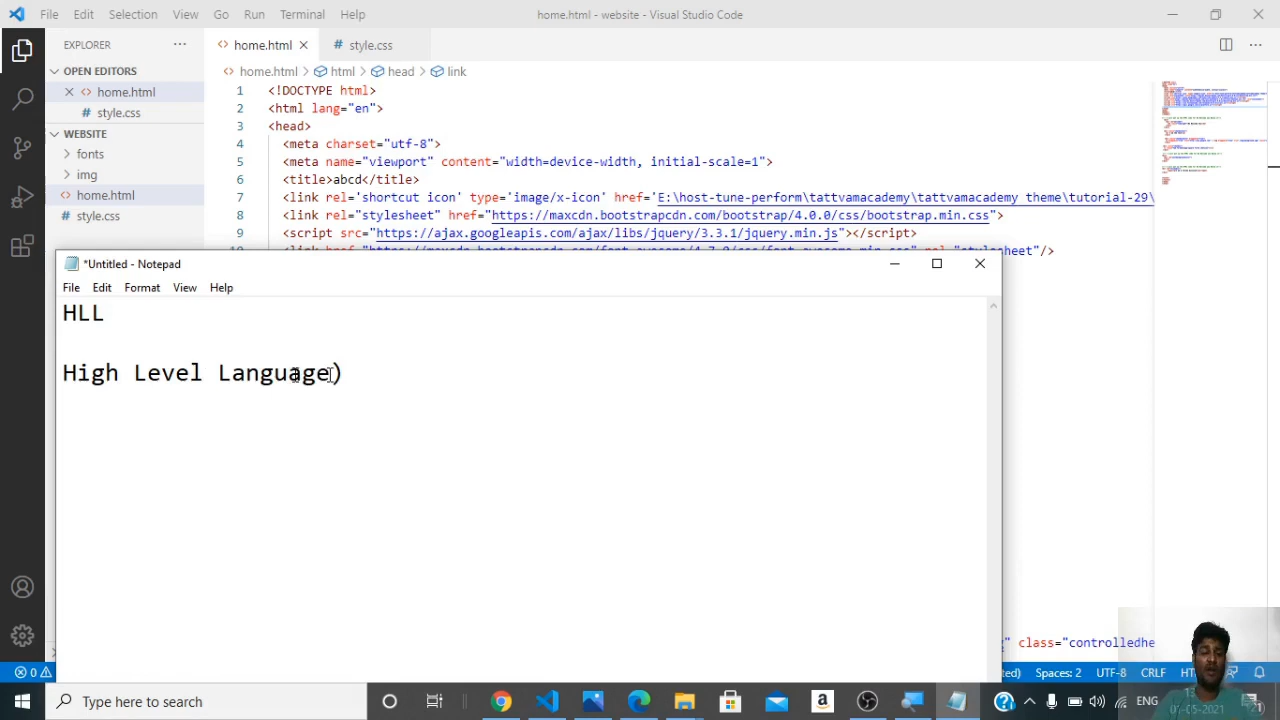 File Edit Selection View Go Run Terminal Help
home.html - website - Visual Studio Code
EXPLORER
OPEN EDITORS
home.html
style.css
WEBSITE
fonts
img
home.html
style.css
home.html
style.css
home.html > html > head > link
1 <!DOCTYPE html>
2 <html lang="en">
3 <head>
4 <meta charset="utf-8">
5 <meta name="viewport" content="width=device-width, initial-scale=1">
6 <title>abcd</title>
7 <link rel='shortcut icon' type='image/x-icon' href='E:\host-tune-perform\tattvamacademy\tattvamacademy theme\tutorial-29\
8 <link rel="stylesheet" href="https://maxcdn.bootstrapcdn.com/bootstrap/4.0.0/css/bootstrap.min.css">
9 <script src="https://ajax.googleapis.com/ajax/libs/jquery/3.3.1/jquery.min.js"></script>
*Untitled - Notepad
File Edit Format View Help
HLL
High Level Language)
class="controlledhe
0
Spaces: 2 UTF-8 CRLF
Type here to search
ENG